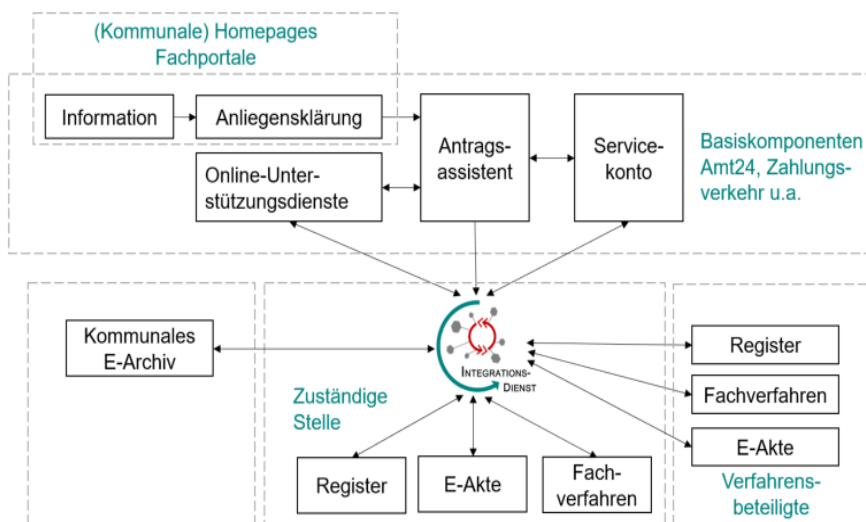 (Kommunale) Homepages
Fachportale
Information
Anliegensklärung
Antrags-
assistent
Service-
konto
Basiskomponenten
Amt24, Zahlungs-
verkehr u.a.
Online-Unter-
stützungsdienste
Kommunales
E-Archiv
INTEGRATIONS-
DIENST
Zuständige
Stelle
Register
E-Akte
Fach-
verfahren
Register
Fachverfahren
E-Akte
Verfahrens-
beteiligte